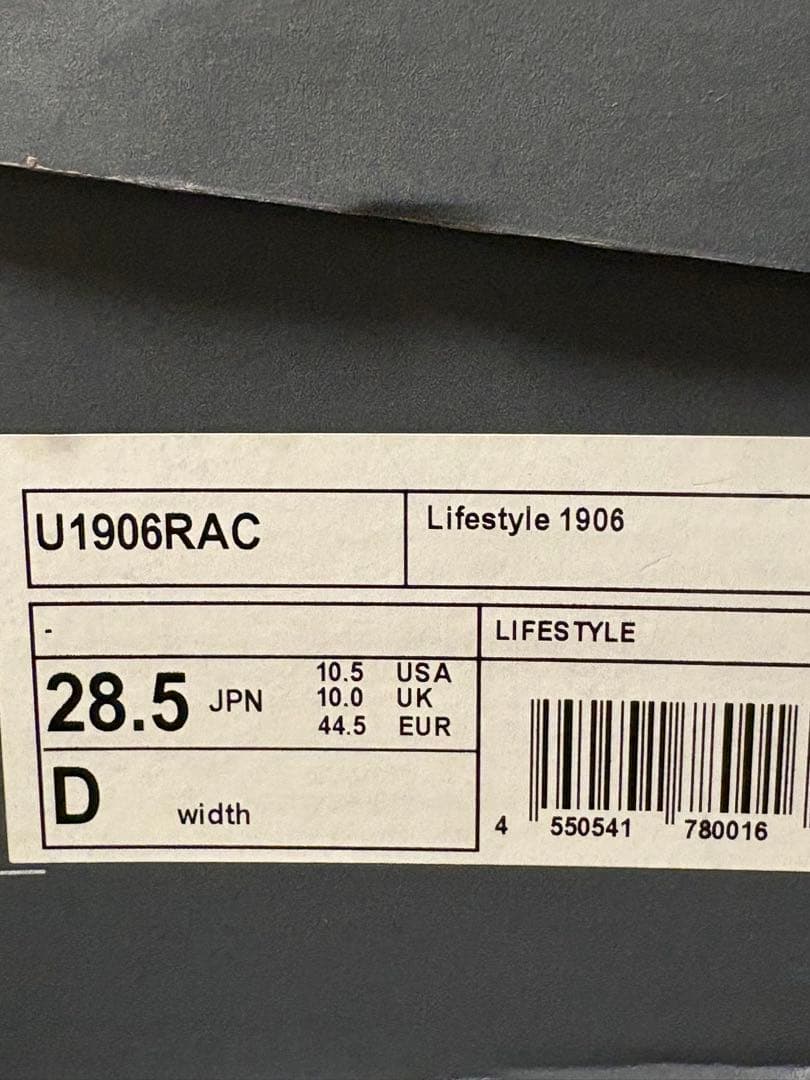 U1906RAC
Lifestyle 1906
-
LIFESTYLE
28.5 JPN
10.5 USA
10.0 UK
44.5 EUR
D width
4 550541 780016